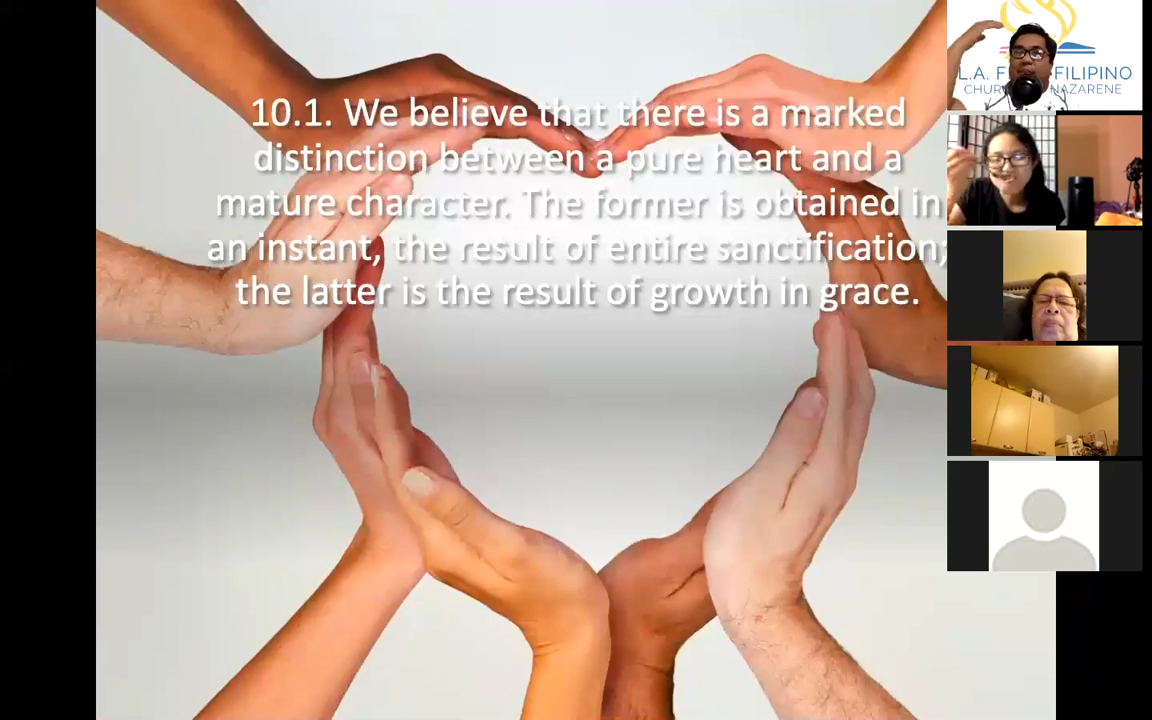 10.1. We believe that there is a marked
distinction between a pure heart and a
mature character. The former is obtained in
an instant, the result of entire sanctification;
the latter is the result of growth in grace.
L.A. FILIPINO
CHUR NAZARENE